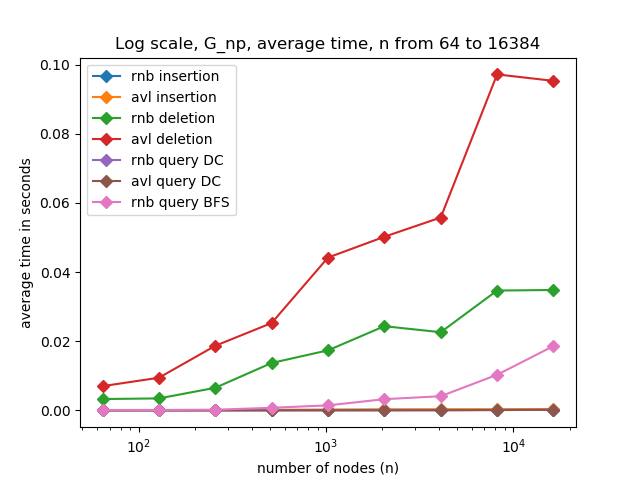 Log scale, G_np, average time, n from 64 to 16384
rnb insertion
avl insertion
rnb deletion
avl deletion
rnb query DC
avl query DC
rnb query BFS
average time in seconds
0.10
0.08
0.06
0.04
0.02
0.00
10²
10³
10⁴
number of nodes (n)